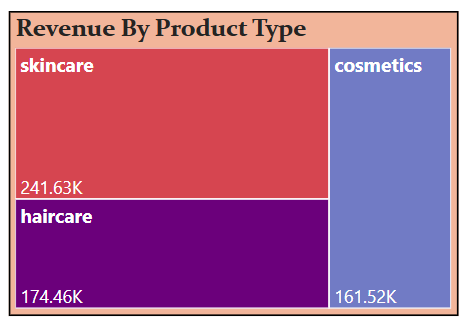 Revenue By Product Type
skincare
241.63K
haircare
174.46K
cosmetics
161.52K